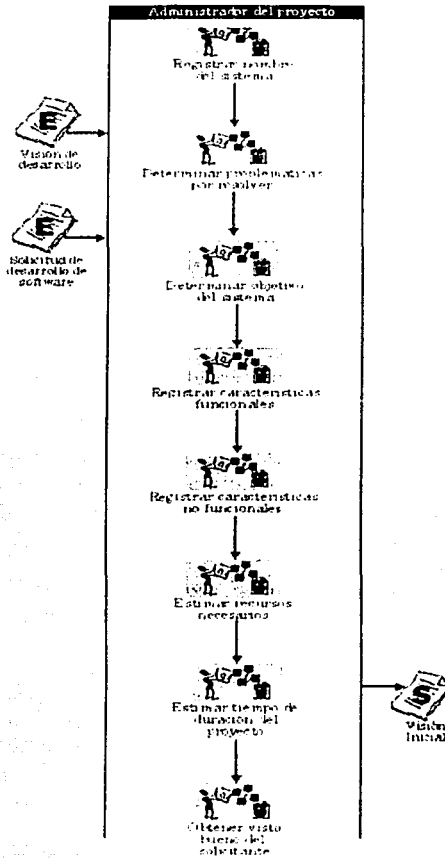 Administrador del proyecto
Registrar nombre
del sistema
E
Visión de
desarrollo
Determinar problemáticas
por resolver
E
Solicitud de
desarrollo de
software
Determinar objetivo
del sistema
Registrar características
funcionales
Registrar características
no funcionales
Estimar recursos
necesarios
Estimar tiempo de
duración del
proyecto
S
Visión
Inicial
Obtener visto
bueno del
solicitante